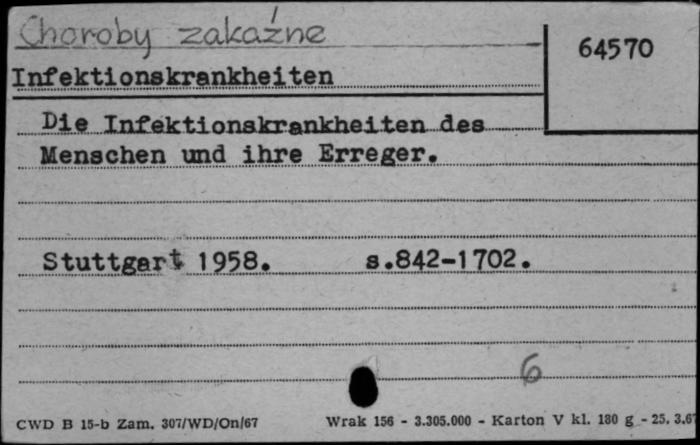 Choroby zakaźne
64570
Infektionskrankheiten
Die Infektionskrankheiten des
Menschen und ihre Erreger.
Stuttgart 1958. s.842-1702.
6
CWD B 15-b Zam. 307/WD/On/67 Wrak 156 - 3.305.000 - Karton V kl. 180 g - 25. 3.67